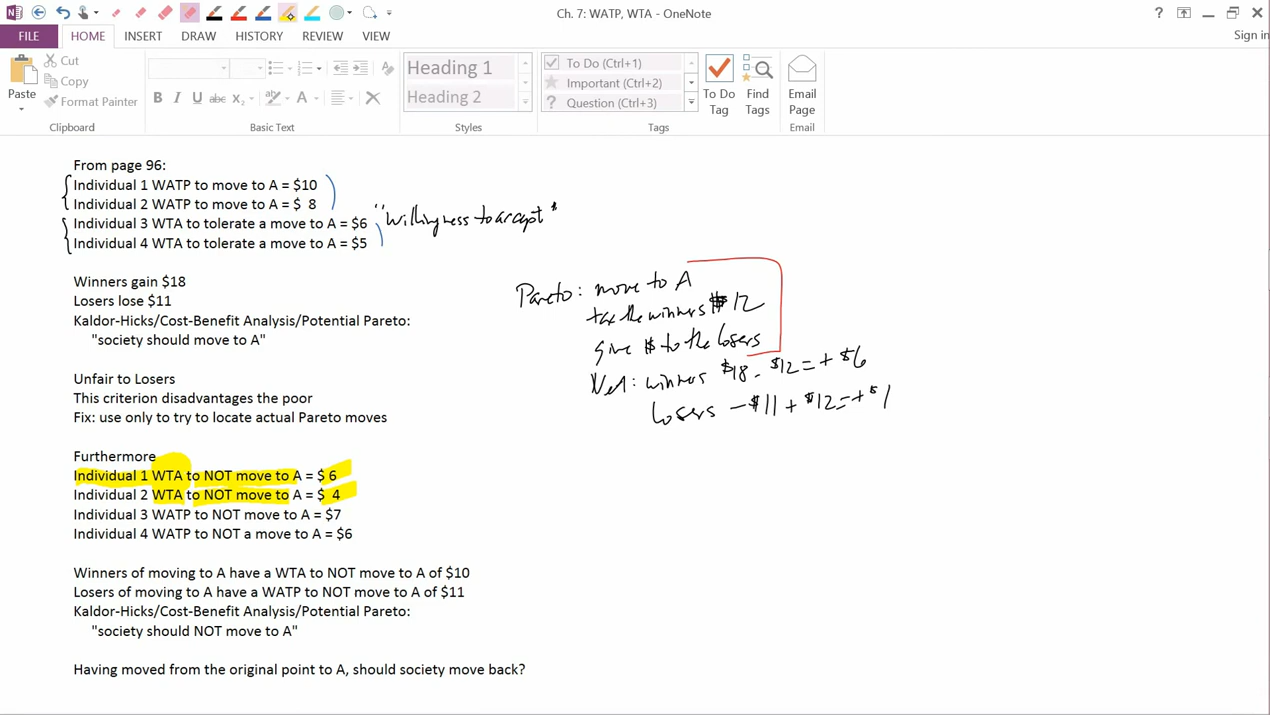 Ch. 7: WATP, WTA - OneNote
Sign in
FILE HOME INSERT DRAW HISTORY REVIEW VIEW
Paste
Cut
Copy
Format Painter
Clipboard
B I U abc x₂ A
Basic Text
Heading 1
Heading 2
Styles
To Do (Ctrl+1)
Important (Ctrl+2)
Question (Ctrl+3)
To Do Tag
Find Tags
Tags
Email Page
Email
From page 96:
Individual 1 WATP to move to A = $10
Individual 2 WATP to move to A = $ 8
Individual 3 WTA to tolerate a move to A = $6
Individual 4 WTA to tolerate a move to A = $5
"willingness to accept"
Winners gain $18
Losers lose $11
Kaldor-Hicks/Cost-Benefit Analysis/Potential Pareto:
"society should move to A"
Pareto: move to A
tax the winners $12
give $ to the losers
Net: winners $18 - $12 = + $6
losers - $11 + $12 = + $1
Unfair to Losers
This criterion disadvantages the poor
Fix: use only to try to locate actual Pareto moves
Furthermore
Individual 1 WTA to NOT move to A = $ 6
Individual 2 WTA to NOT move to A = $ 4
Individual 3 WATP to NOT move to A = $7
Individual 4 WATP to NOT a move to A = $6
Winners of moving to A have a WTA to NOT move to A of $10
Losers of moving to A have a WATP to NOT move to A of $11
Kaldor-Hicks/Cost-Benefit Analysis/Potential Pareto:
"society should NOT move to A"
Having moved from the original point to A, should society move back?